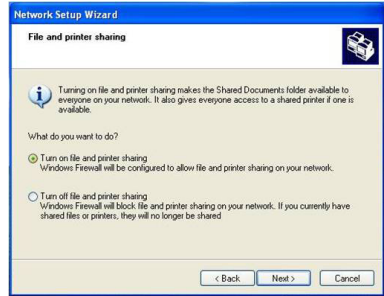 Network Setup Wizard
File and printer sharing
Turning on file and printer sharing makes the Shared Documents folder available to
everyone on your network. It also gives everyone access to a shared printer if one is
available.
What do you want to do?
Turn on file and printer sharing
Windows Firewall will be configured to allow file and printer sharing on your network.
Turn off file and printer sharing
Windows Firewall will block file and printer sharing on your network. If you currently have
shared files or printers, they will no longer be shared
< Back Next > Cancel